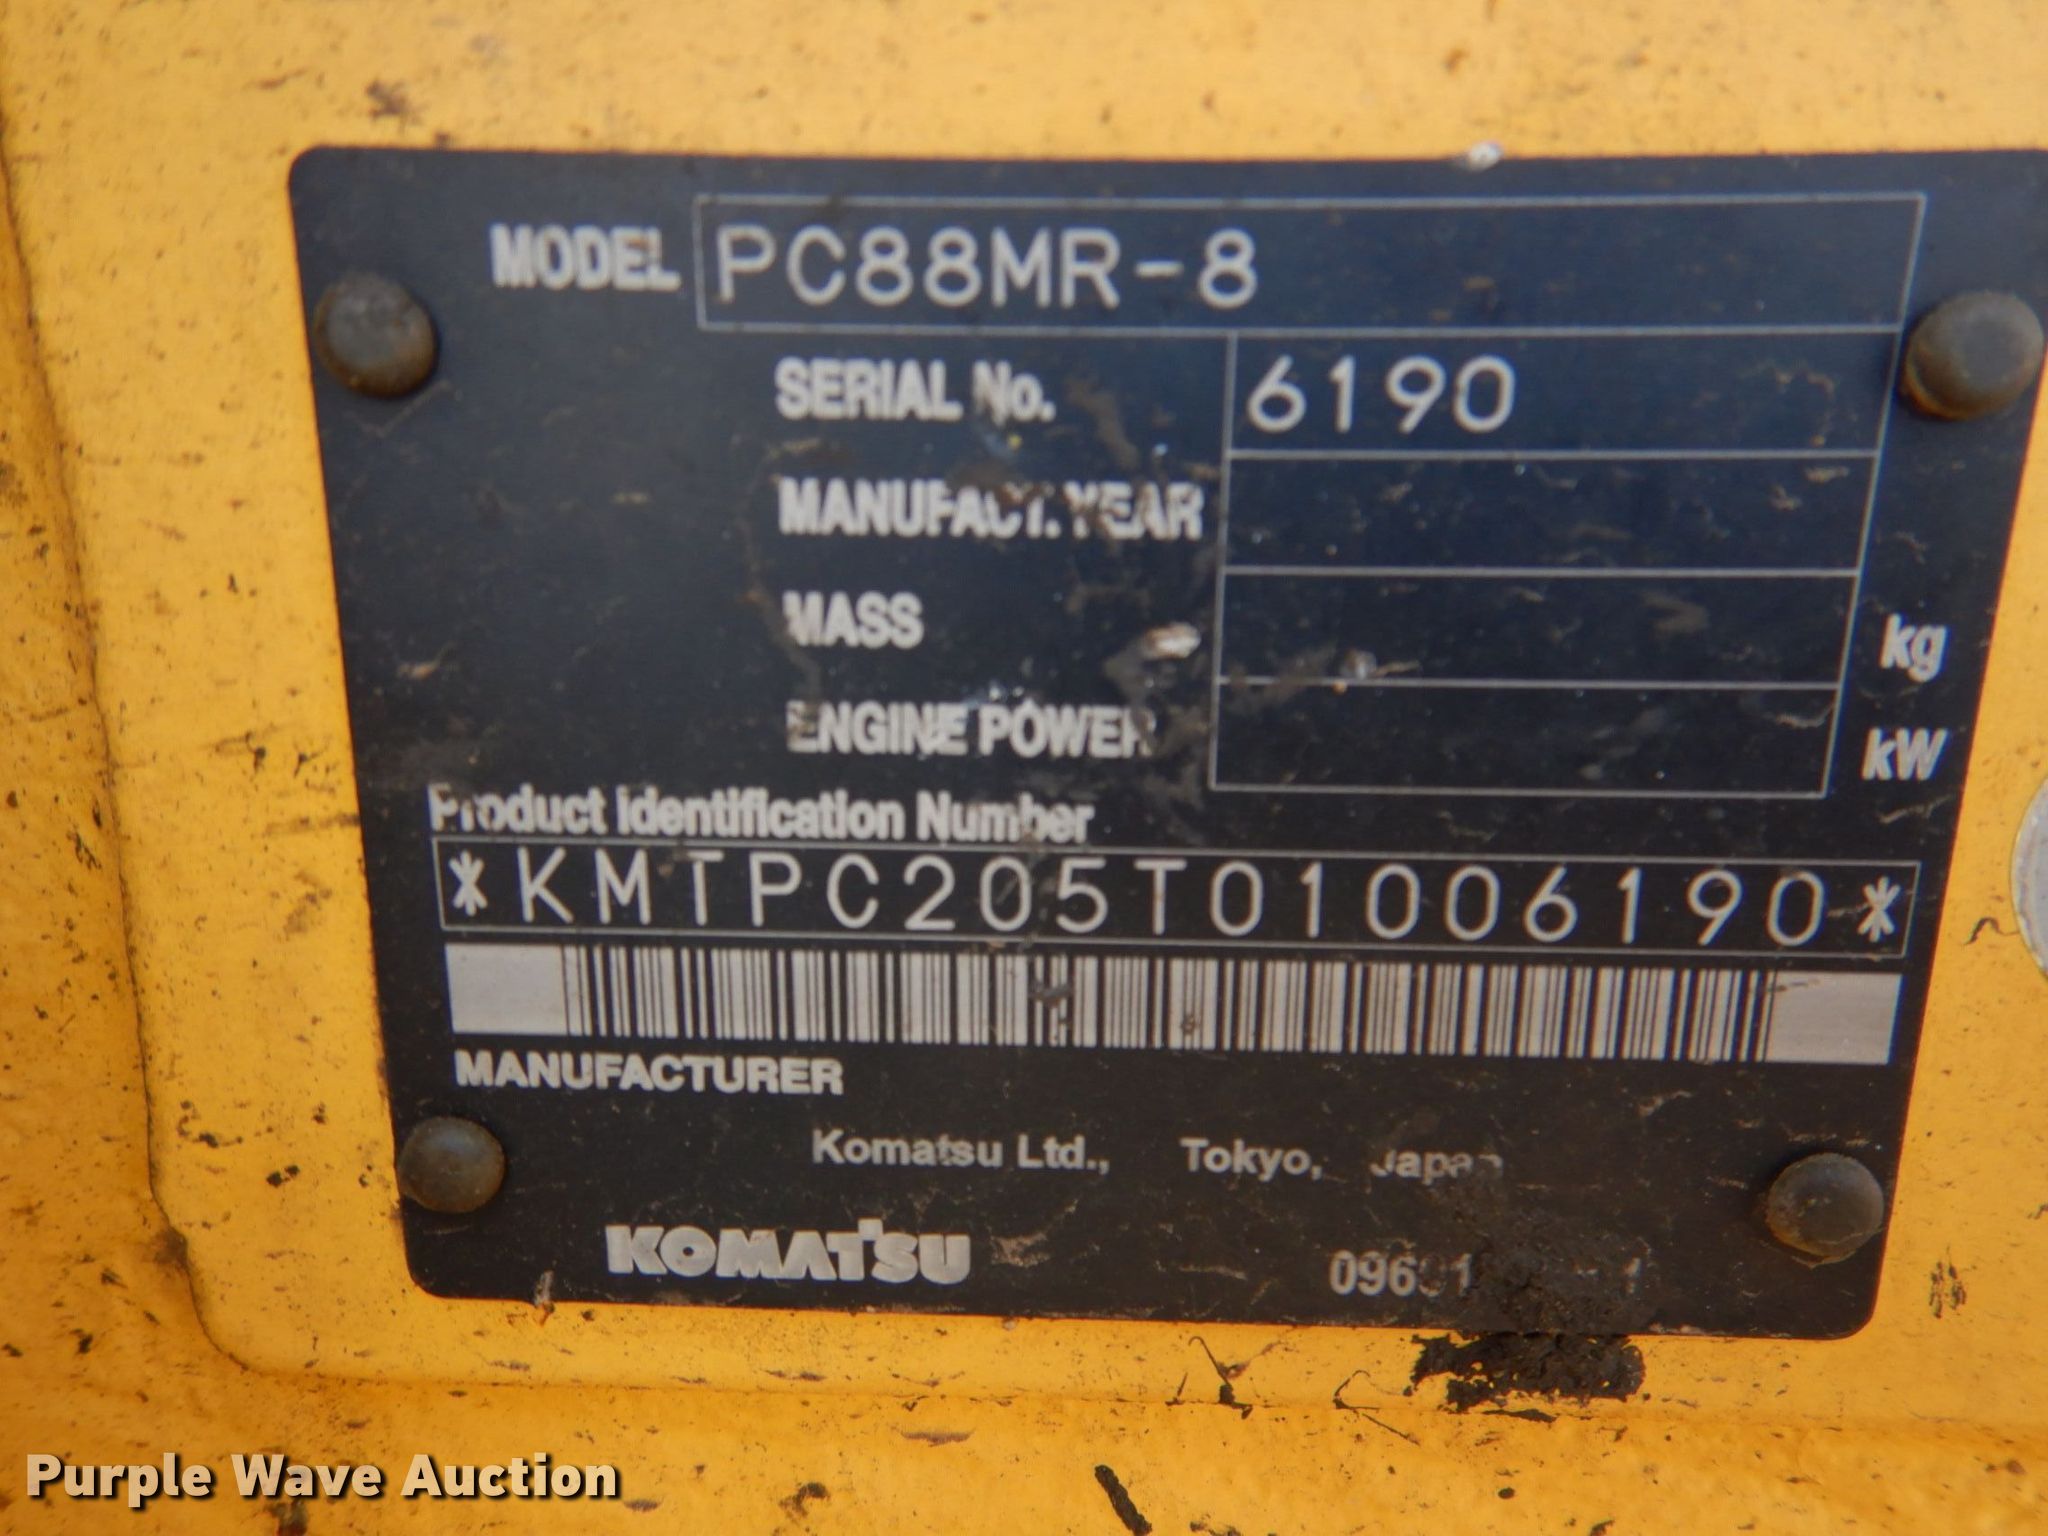 MODEL PC88MR-8
SERIAL No. 6190
MANUFACT. YEAR
MASS kg
ENGINE POWER kW
Product Identification Number
*KMTPC205T01006190*
MANUFACTURER
Komatsu Ltd., Tokyo, Japan
KOMATSU
Purple Wave Auction